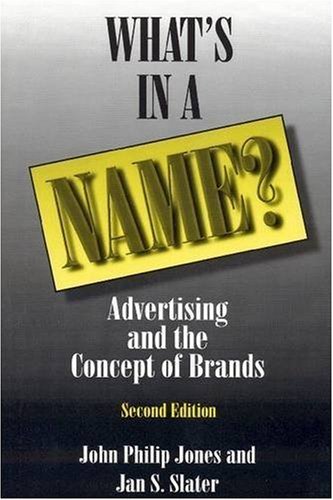 WHAT'S
IN A
NAME?
Advertising
and the
Concept of Brands
Second Edition
John Philip Jones and
Jan S. Slater